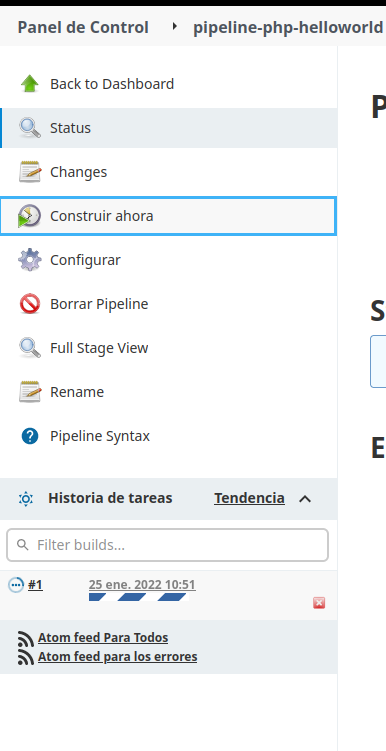 Panel de Control pipeline-php-helloworld
Back to Dashboard
Status
Changes
Construir ahora
Configurar
Borrar Pipeline
Full Stage View
Rename
Pipeline Syntax
Historia de tareas Tendencia
Filter builds...
#1 25 ene. 2022 10:51
Atom feed Para Todos
Atom feed para los errores
P
S
E